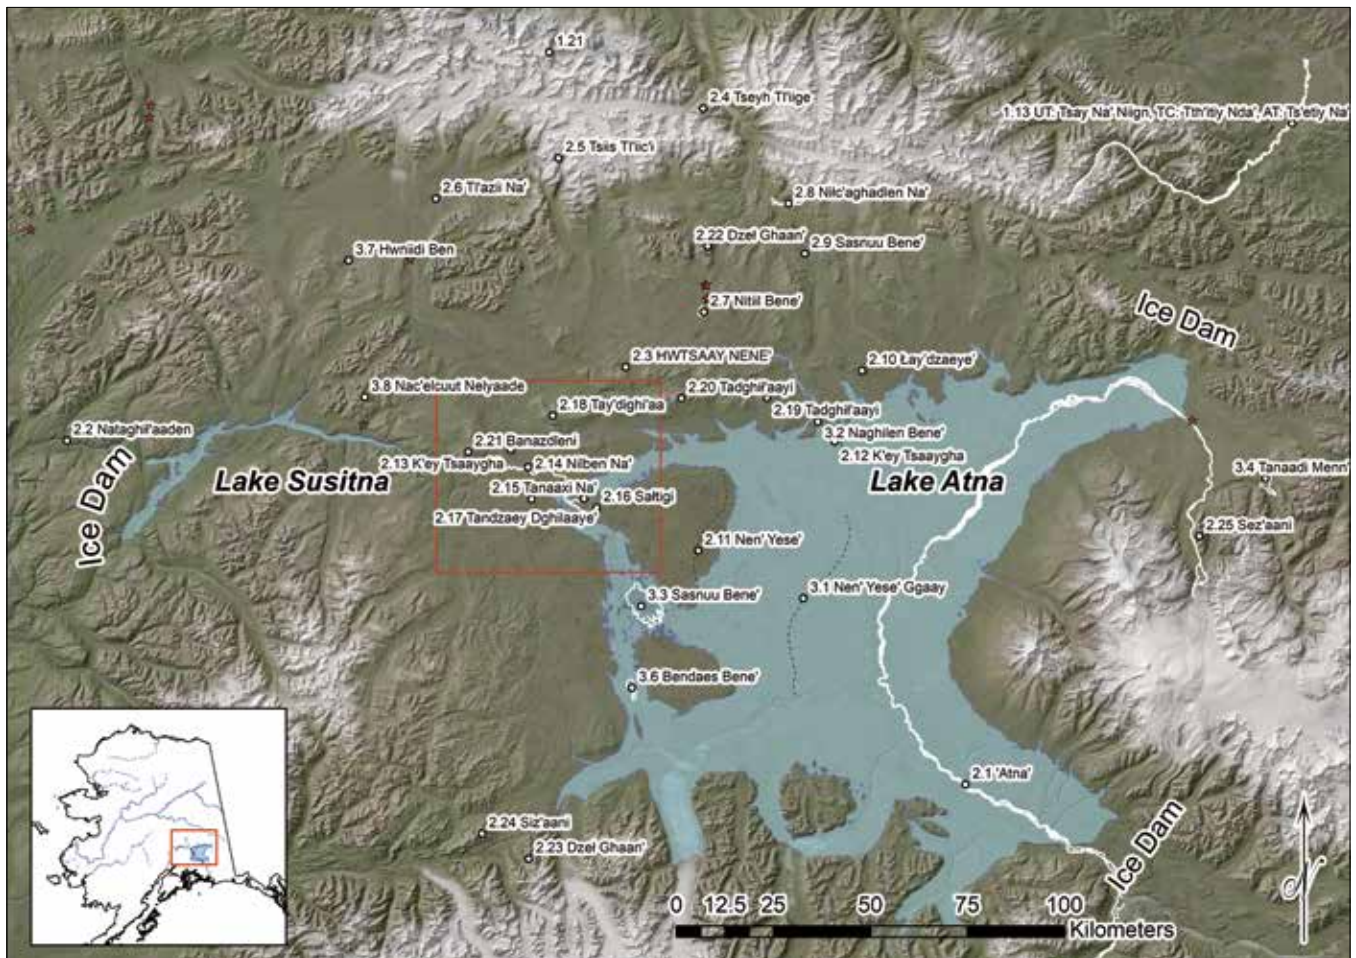 1.21
2.4 Tseyh Tl'iige
1.13 UT: Tsay Na' Niign, TC: Tth'itiy Nda', AT: Ts'etiy Na'
2.5 Tsiis Tl'iic'i
2.6 Tl'azii Na'
2.8 Nilc'aghadlen Na'
2.22 Dzel Ghaan'
2.9 Sasnuu Bene'
3.7 Hwniidi Ben
2.7 Nitiil Bene'
Ice Dam
2.3 HWTSAAY NENE'
2.10 Łay'dzaeye'
3.8 Nac'elcuut Nelyaade
2.20 Tadghil'aayi
2.18 Tay'dighi'aa
2.19 Tadghil'aayi
2.2 Nataghil'aaden
2.21 Banazdleni
3.2 Naghilen Bene'
2.13 K'ey Tsaaygha
2.14 Nilben Na'
2.12 K'ey Tsaaygha
3.4 Tanaadi Menn'
Lake Susitna
Lake Atna
2.15 Tanaaxi Na'
2.16 Saltigi
2.17 Tandzaey Dghilaaye'
Ice Dam
2.25 Sez'aani
2.11 Nen' Yese'
3.1 Nen' Yese' Ggaay
3.3 Sasnuu Bene'
3.6 Bendaes Bene'
2.1 'Atna'
2.24 Siz'aani
2.23 Dzel Ghaan'
Ice Dam
0 12.5 25 50 75 100
Kilometers
N